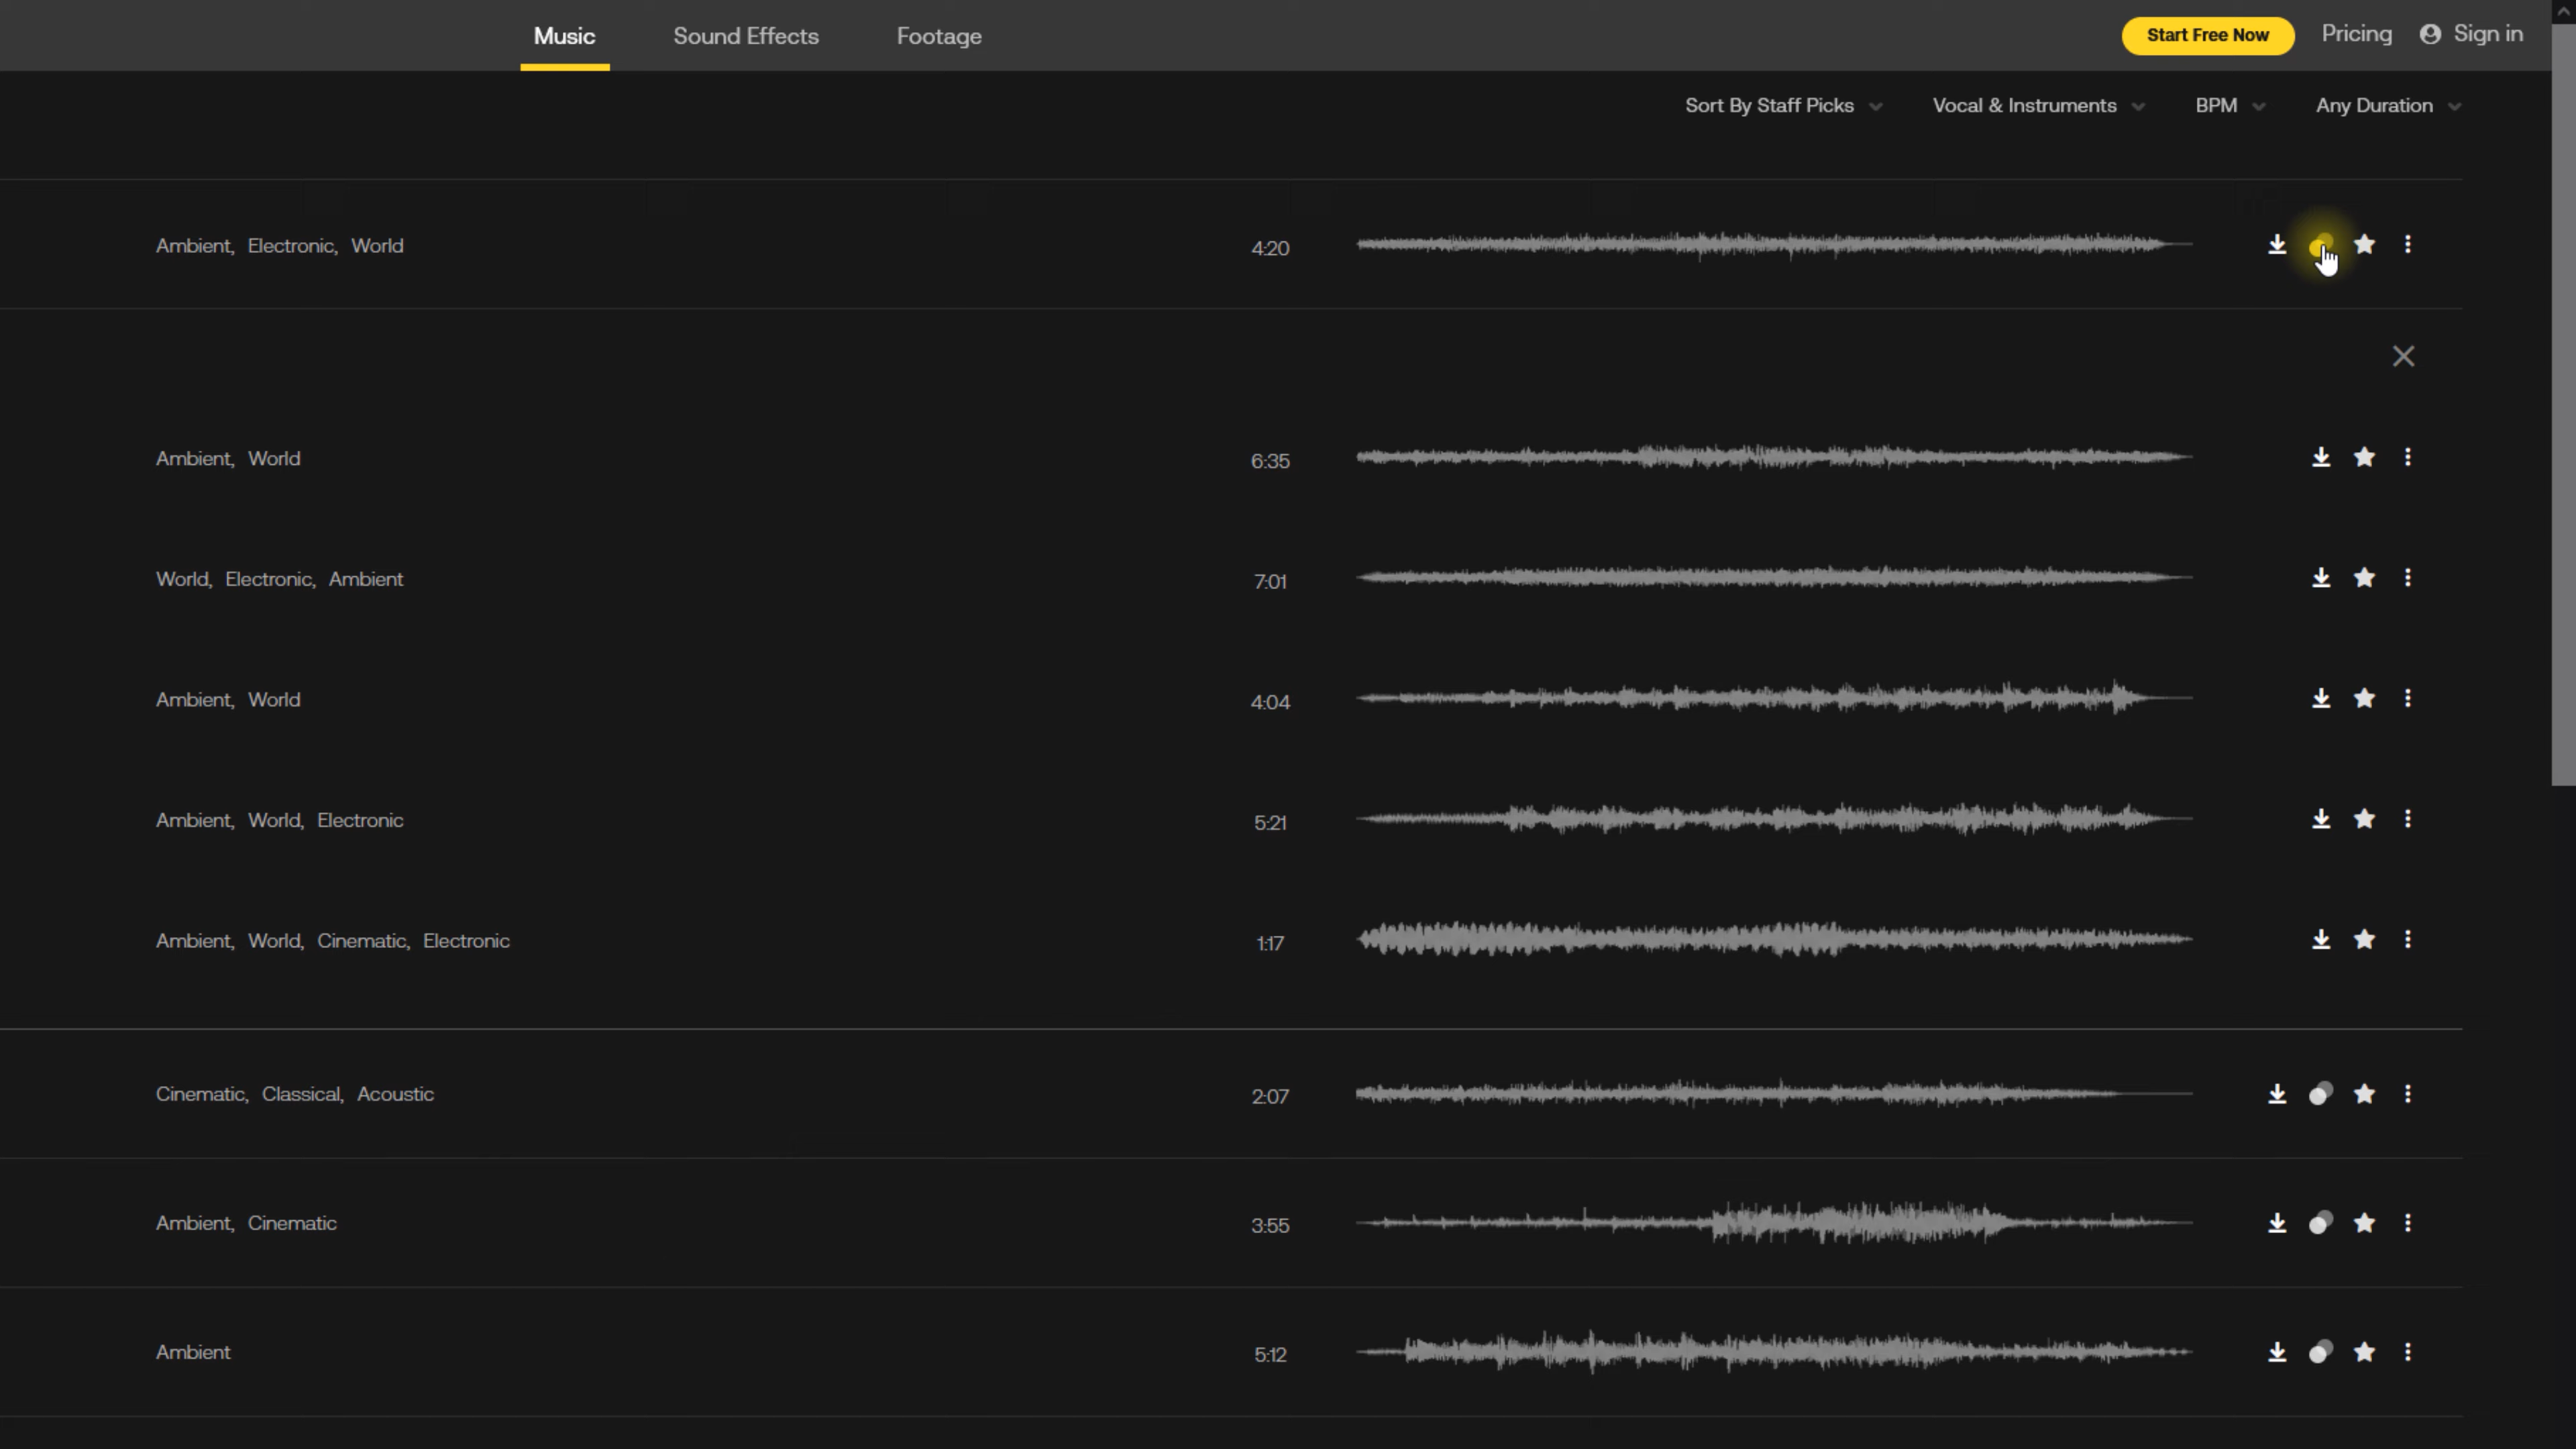 Music Sound Effects Footage Start Free Now Pricing Sign in
Sort By Staff Picks Vocal & Instruments BPM Any Duration
Ambient, Electronic, World 4:20
Ambient, World 6:35
World, Electronic, Ambient 7:01
Ambient, World 4:04
Ambient, World, Electronic 5:21
Ambient, World, Cinematic, Electronic 1:17
Cinematic, Classical, Acoustic 2:07
Ambient, Cinematic 3:55
Ambient 5:12